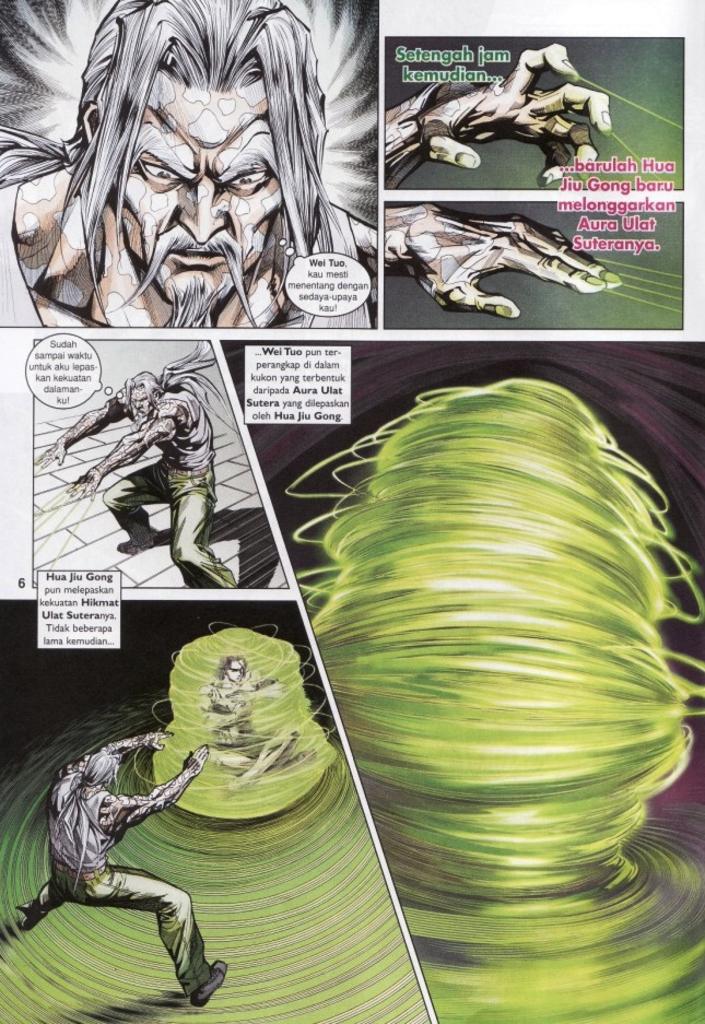 Wei Tuo,
kau mesti
menentang dengan
sedaya-upaya
kau!
Setengah jam
kemudian...
...barulah Hua
Jiu Gong baru
melonggarkan
Aura Ulat
Suteranya.
Sudah
sampai waktu
untuk aku lepas-
kan kekuatan
dalaman-
ku!
Hua Jiu Gong
pun melepaskan
kekuatan Hikmat
Ulat Suteranya.
Tidak beberapa
lama kemudian...
...Wei Tuo pun ter-
perangkap di dalam
kukon yang terbentuk
daripada Aura Ulat
Sutera yang dilepaskan
oleh Hua Jiu Gong.
6